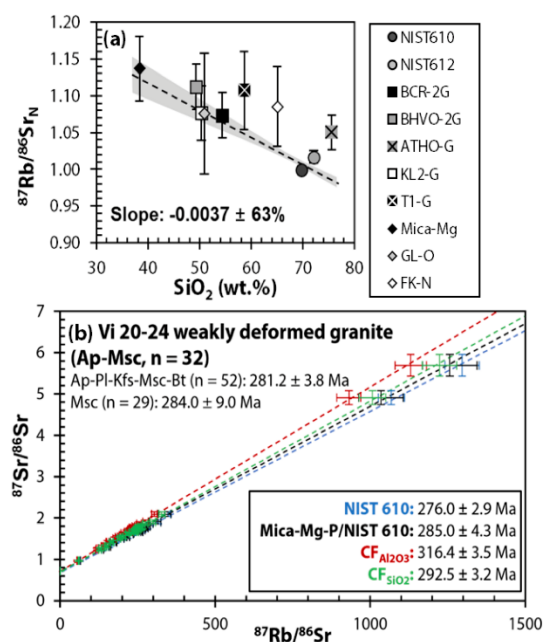 (a)
1.20
1.15
1.10
1.05
1.00
0.95
0.90
⁸⁷Rb/⁸⁶Sr_N
Slope: -0.0037 ± 63%
30 40 50 60 70 80
SiO₂ (wt.%)
NIST610
NIST612
BCR-2G
BHVO-2G
ATHO-G
KL2-G
T1-G
Mica-Mg
GL-O
FK-N
(b) Vi 20-24 weakly deformed granite
(Ap-Msc, n = 32)
Ap-Pl-Kfs-Msc-Bt (n = 52): 281.2 ± 3.8 Ma
Msc (n = 29): 284.0 ± 9.0 Ma
7
6
5
4
3
2
1
0
⁸⁷Sr/⁸⁶Sr
NIST 610: 276.0 ± 2.9 Ma
Mica-Mg-P/NIST 610: 285.0 ± 4.3 Ma
CF_Al2O3: 316.4 ± 3.5 Ma
CF_SiO2: 292.5 ± 3.2 Ma
0 500 1000 1500
⁸⁷Rb/⁸⁶Sr